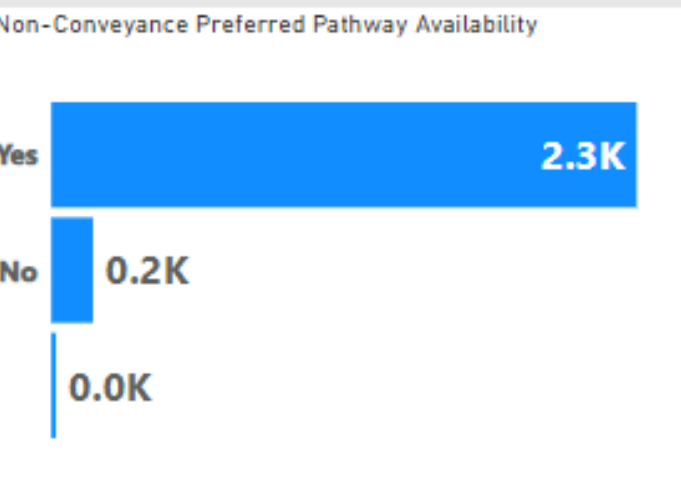 Non-Conveyance Preferred Pathway Availability
Yes 2.3K
No 0.2K
0.0K